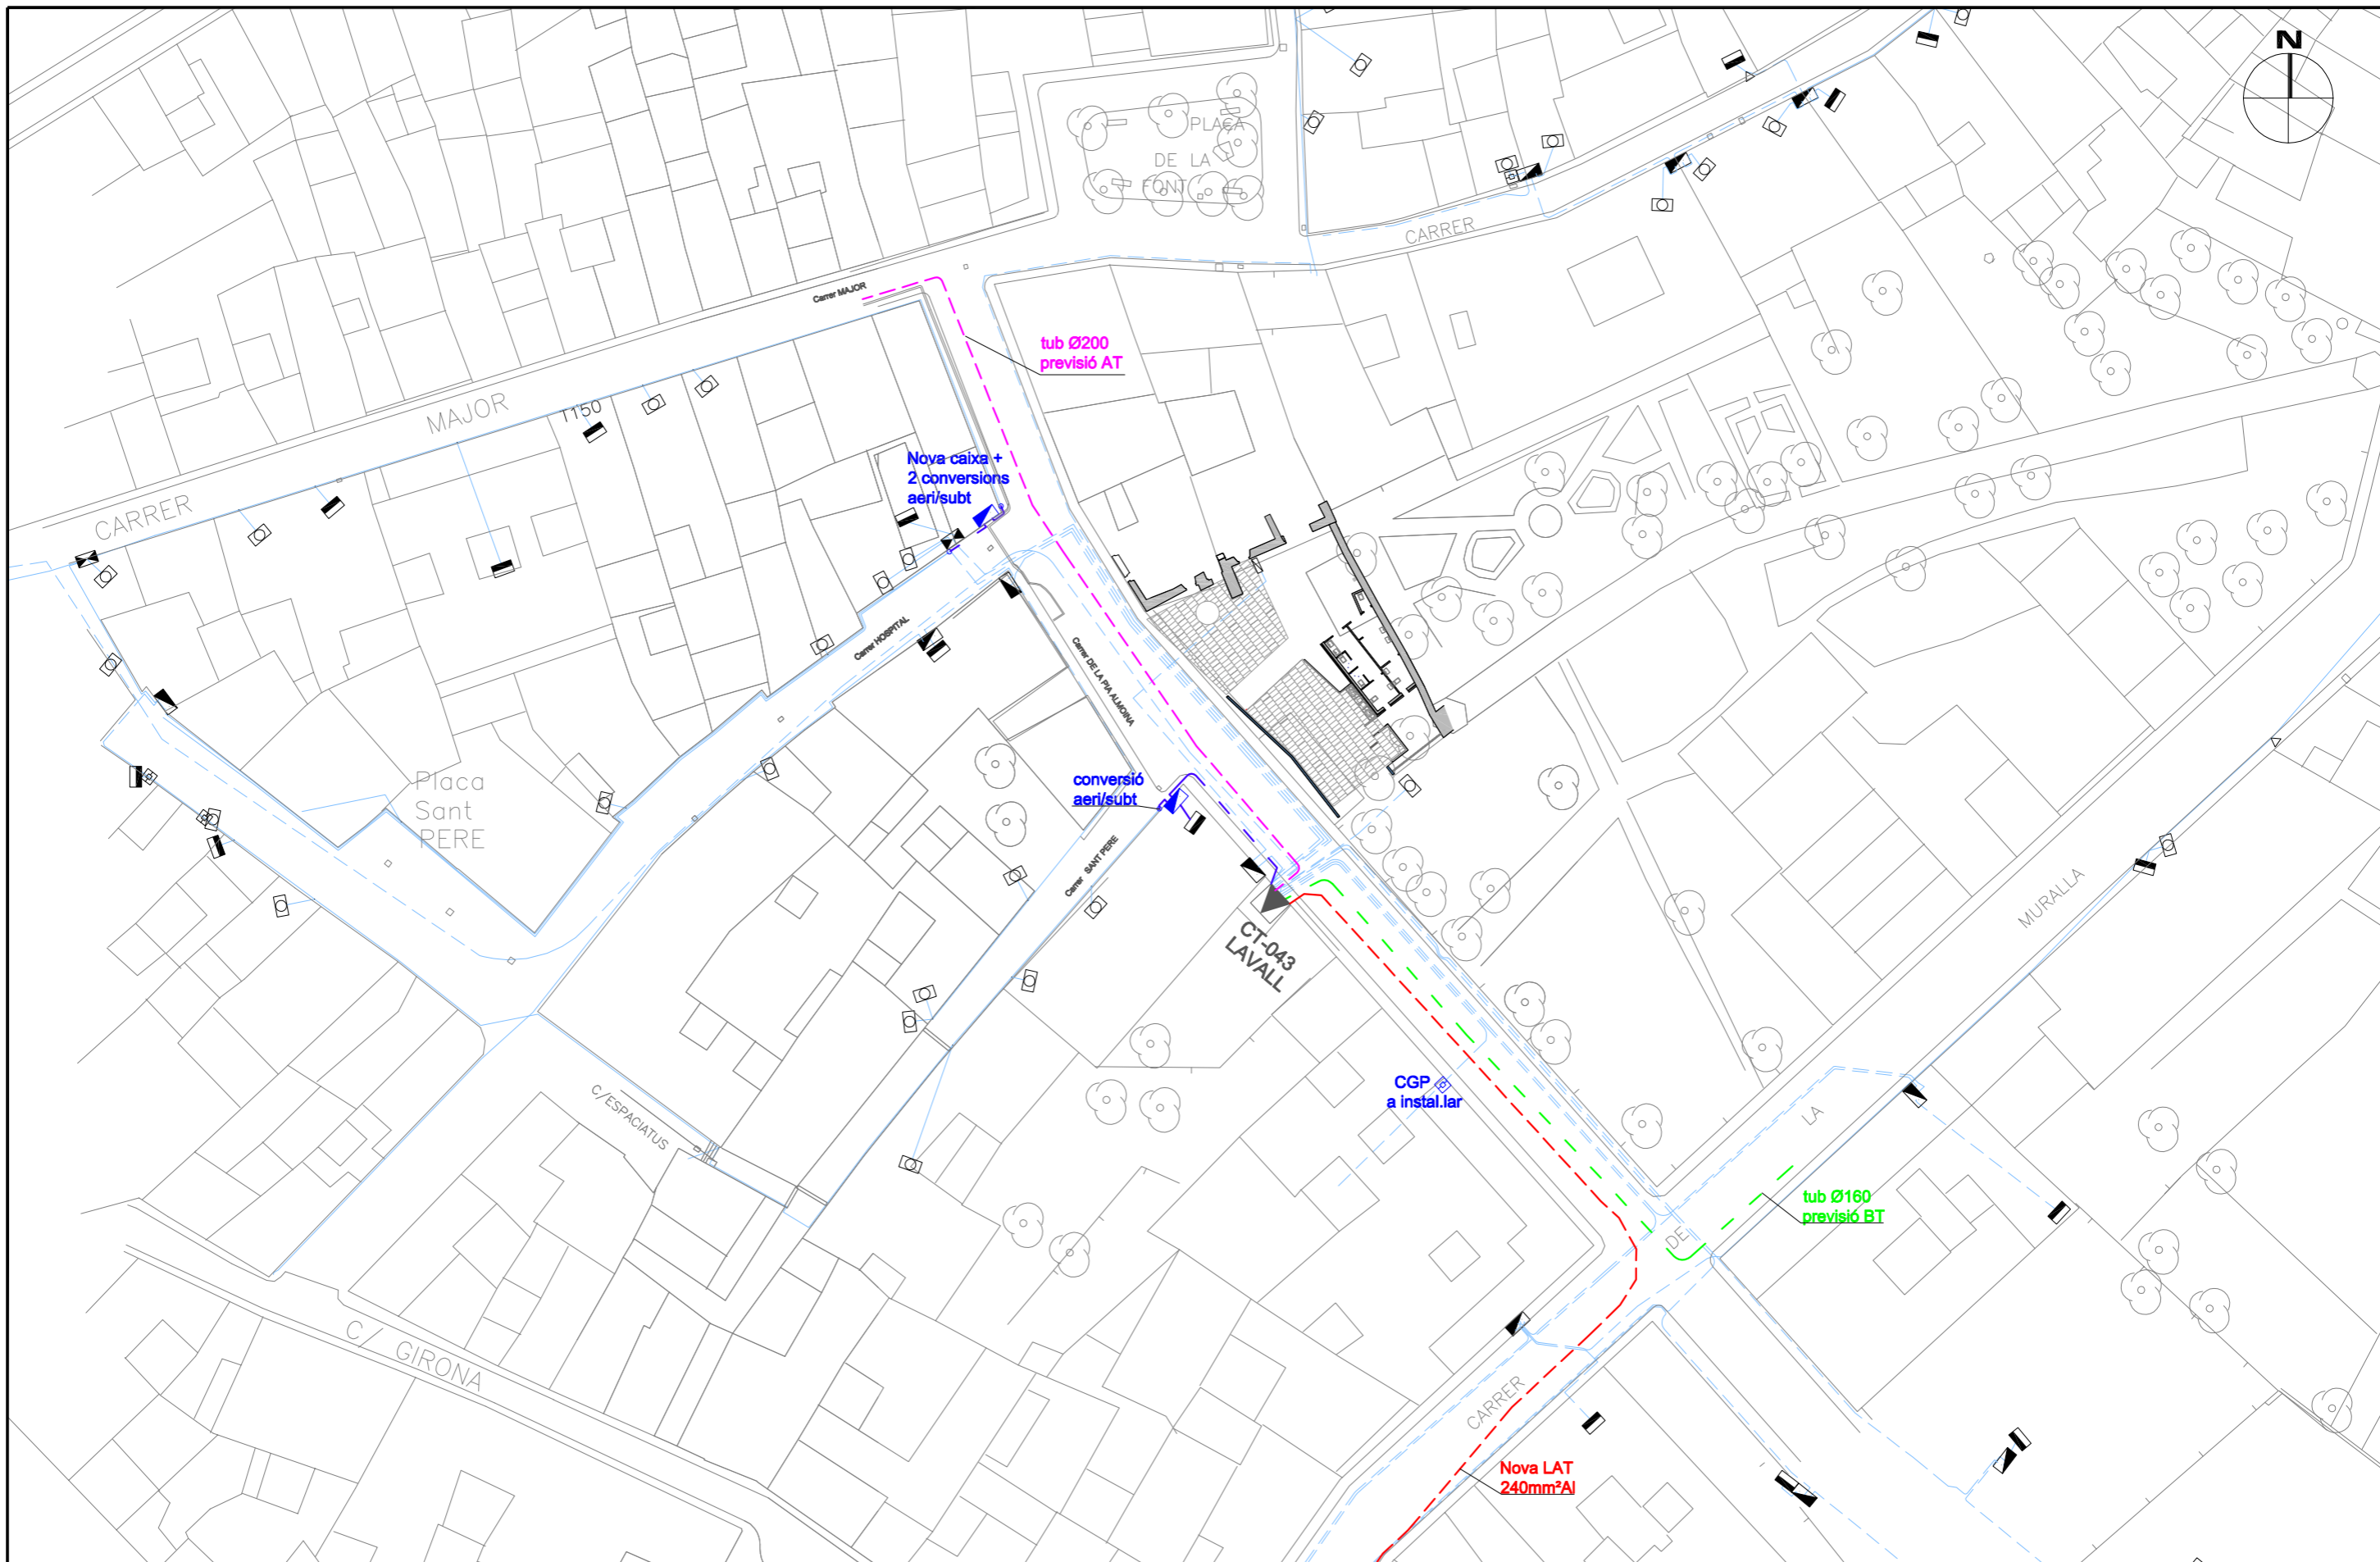 N
PLAÇA
DE LA
FONT
CARRER
Carrer MAJOR
tub Ø200
previsió AT
MAJOR
T150
CARRER
Nova caixa +
2 conversions
aeri/subt
Carrer HOSPITAL
Carrer DE LA PIA ALMOINA
Placa
Sant
PERE
conversió
aeri/subt
Carrer SANT PERE
CT-043
LAVALL
MURALLA
CGP
a instal.lar
LA
C/ESPACIATUS
tub Ø160
previsió BT
DE
C/ GIRONA
CARRER
Nova LAT
240mm²Al